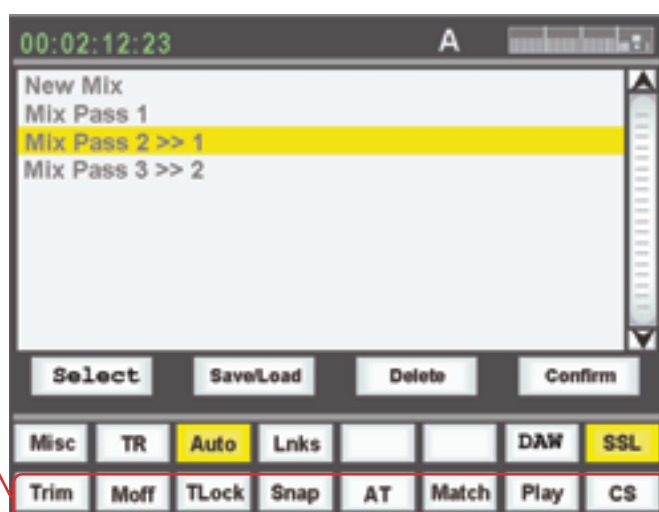 00:02:12:23 A
New Mix
Mix Pass 1
Mix Pass 2 >> 1
Mix Pass 3 >> 2
Select Save/Load Delete Confirm
Misc TR Auto Lnks DAW SSL
Trim Moff TLock Snap AT Match Play CS